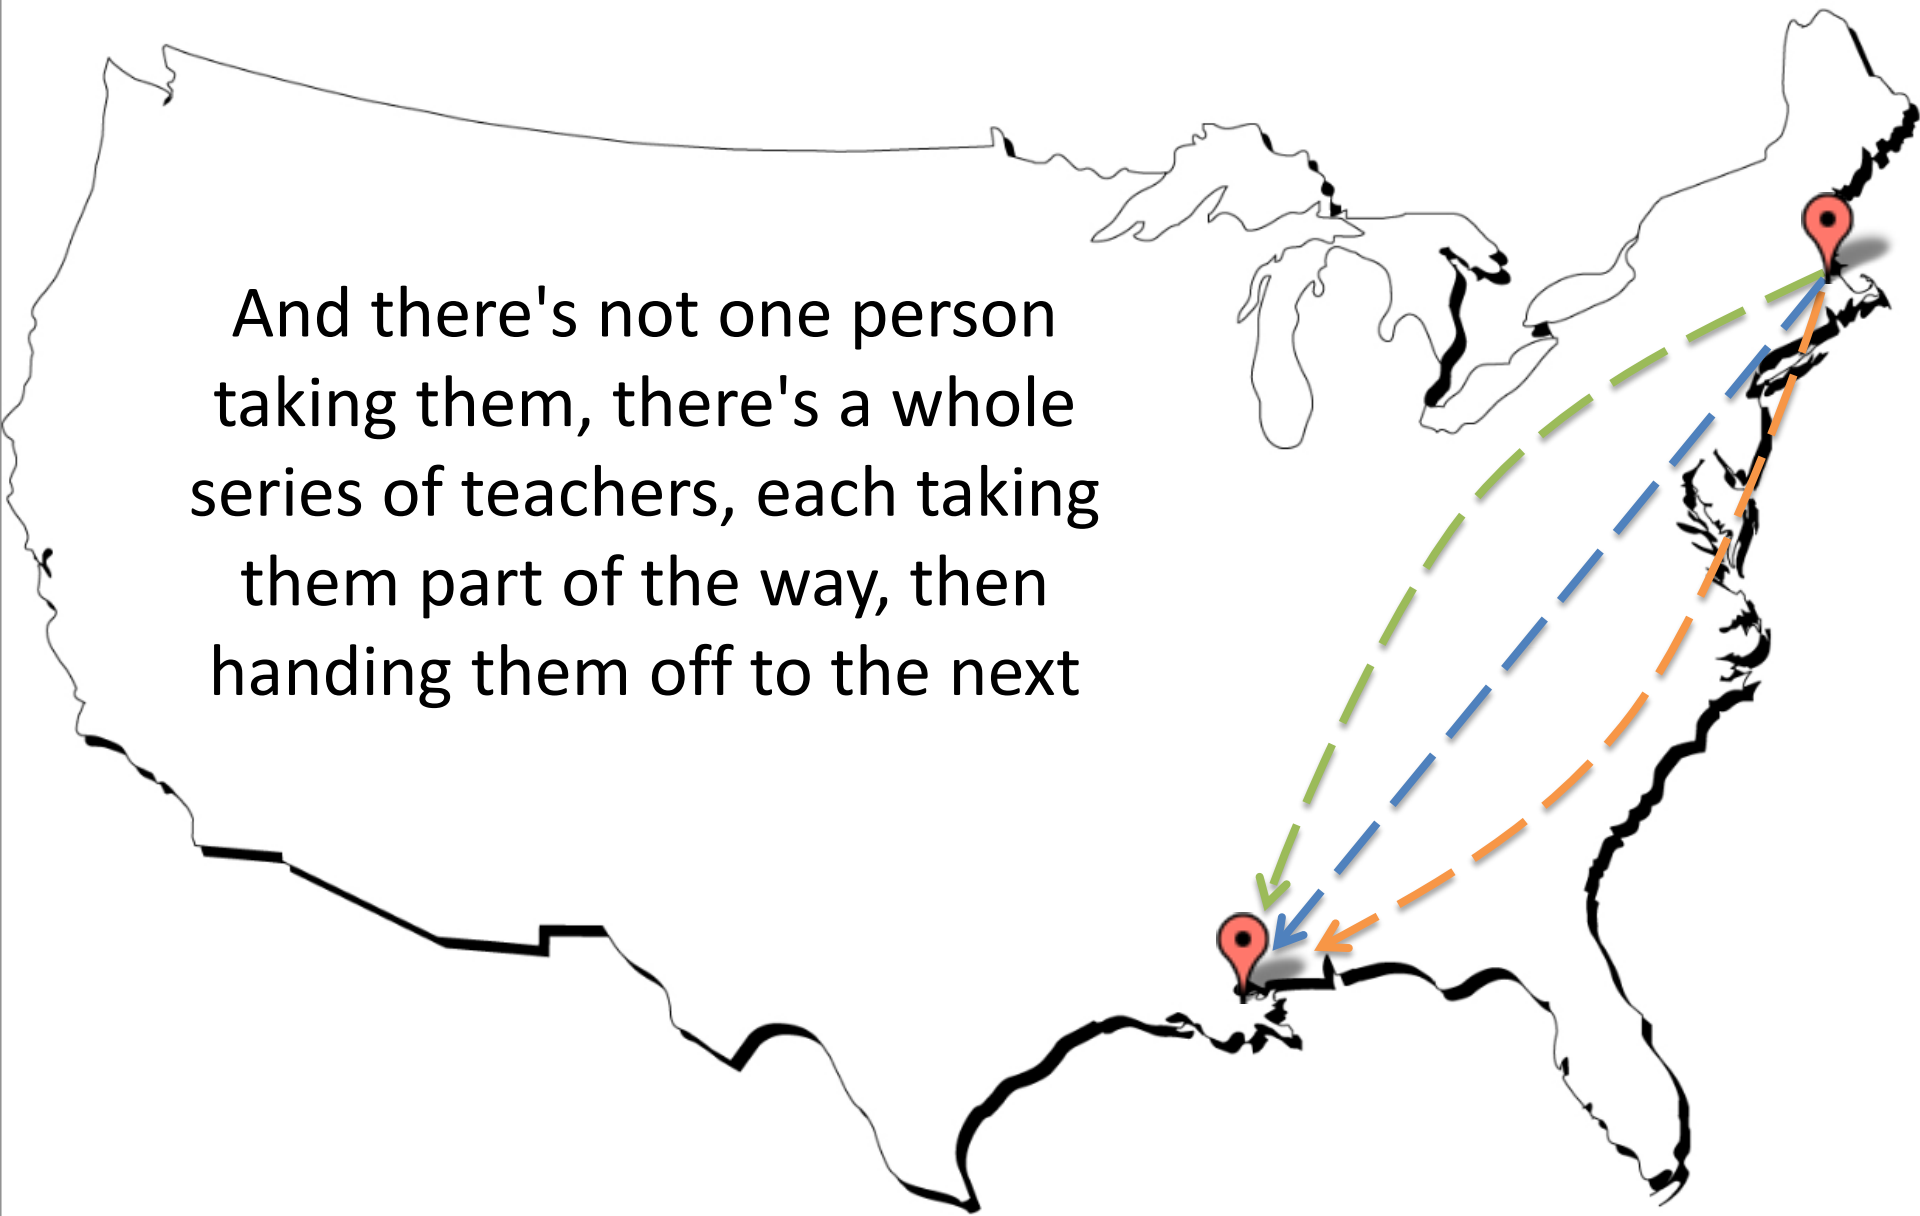 And there's not one person
taking them, there's a whole
series of teachers, each taking
them part of the way, then
handing them off to the next